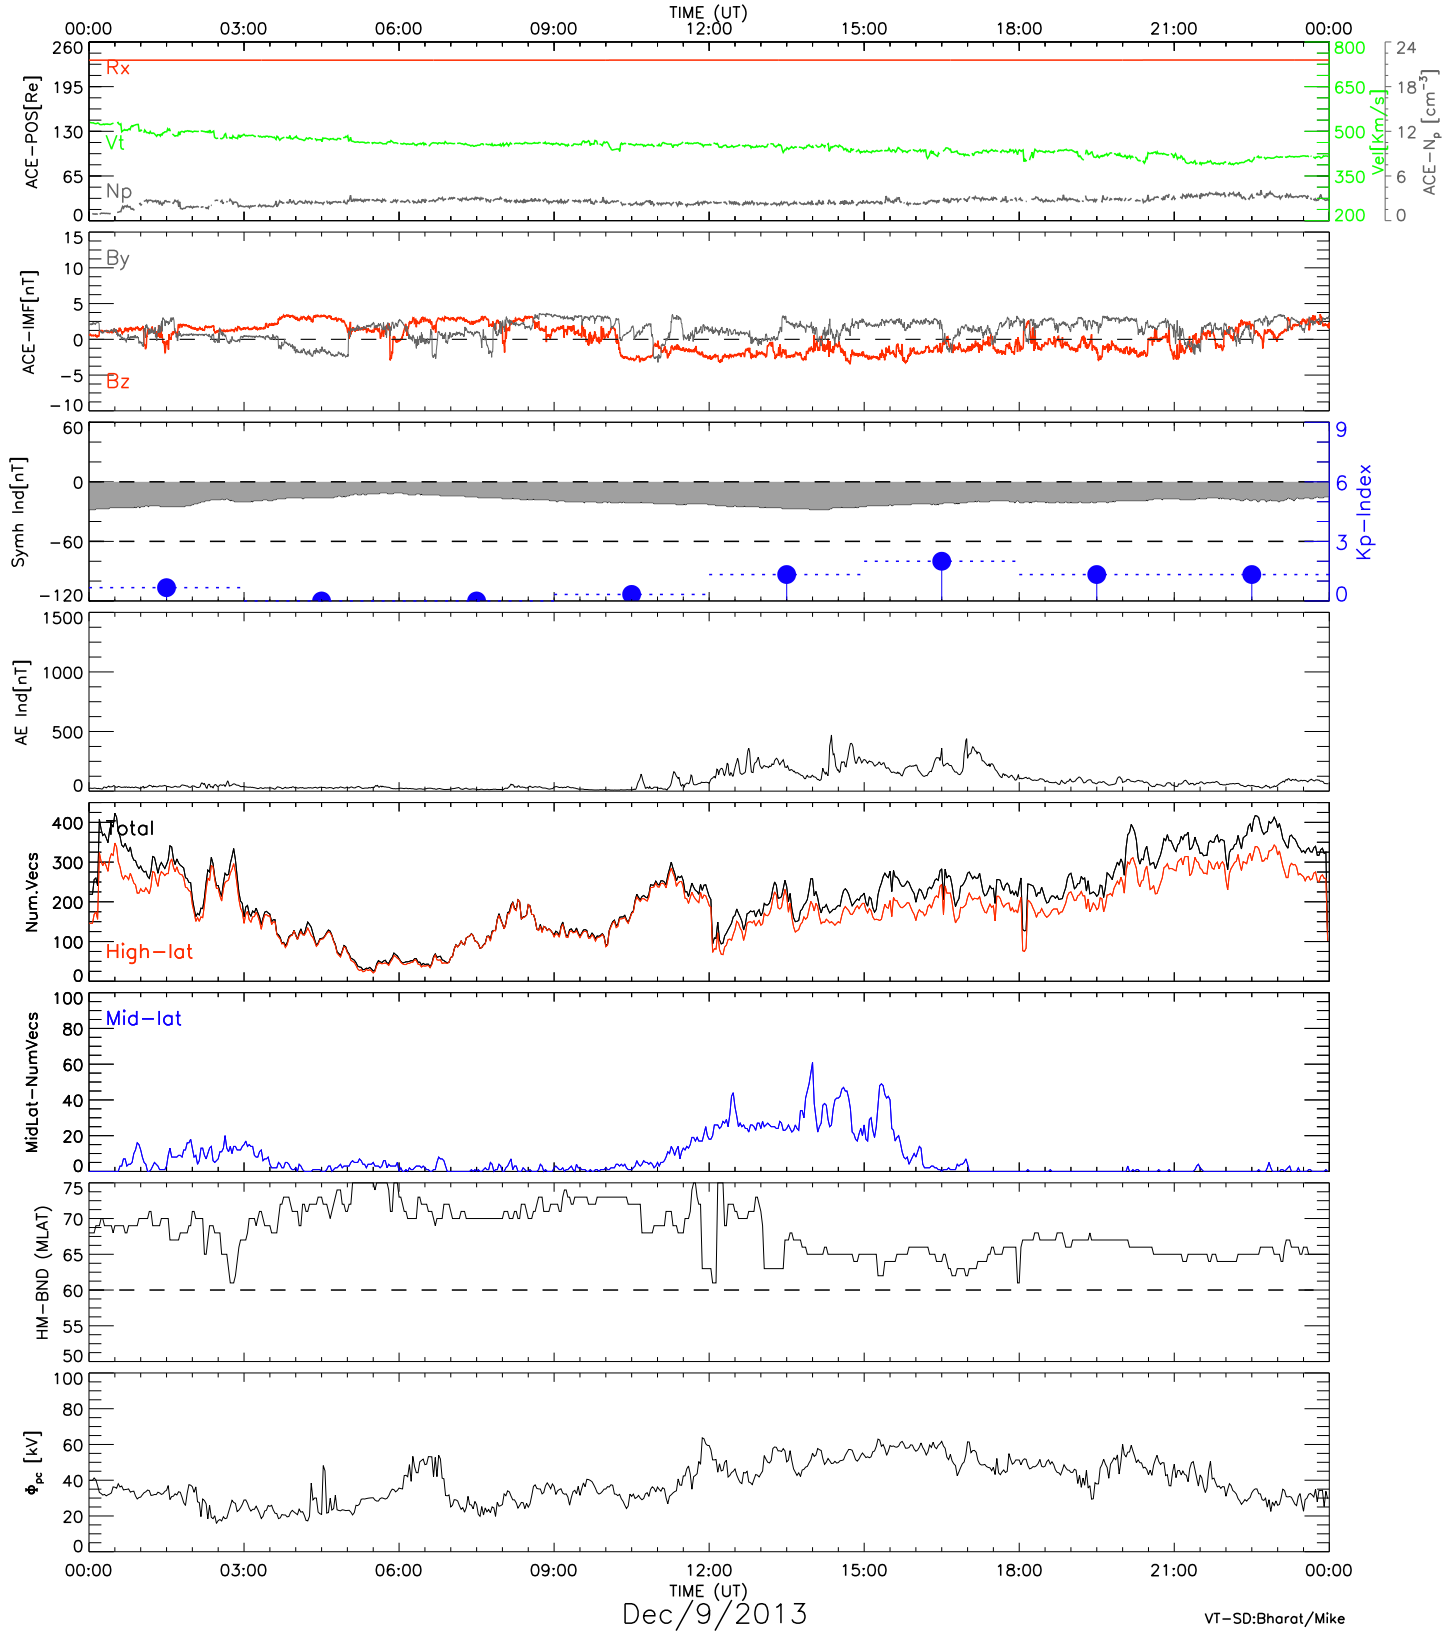 TIME (UT)
00:00 03:00 06:00 09:00 12:00 15:00 18:00 21:00 00:00
ACE-POS[Re]
260
195
130
65
0
Rx
Vt
Np
800
650
500
350
200
Vel[Km/s]
24
18
12
6
0
ACE-Np [cm-3]
ACE-IMF[nT]
15
10
5
0
-5
-10
By
Bz
Symh Ind[nT]
60
0
-60
-120
9
6
3
0
Kp-Index
AE Ind[nT]
1500
1000
500
0
Num.Vecs
400
300
200
100
0
Total
High-lat
MidLat-NumVecs
100
80
60
40
20
0
Mid-lat
HM-BND (MLAT)
75
70
65
60
55
50
Φpc [kV]
100
80
60
40
20
0
00:00 03:00 06:00 09:00 12:00 15:00 18:00 21:00 00:00
TIME (UT)
Dec/9/2013
VT-SD:Bharat/Mike